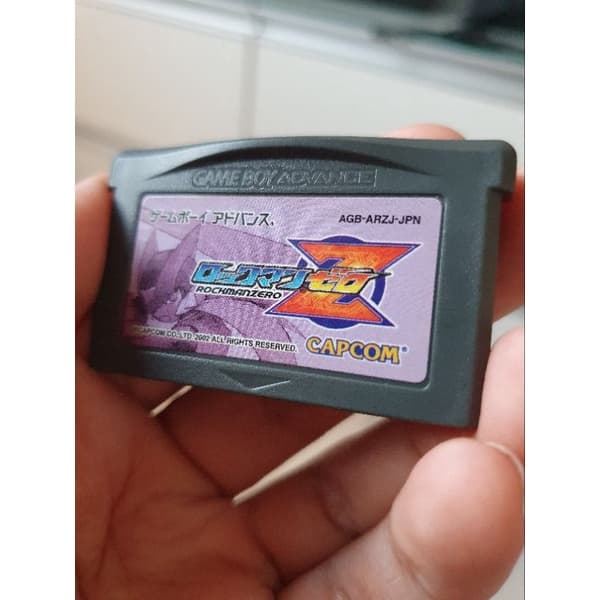 GAME BOY ADVANCE
ゲームボーイ アドバンス
AGB-ARZJ-JPN
ロックマン ゼロ
ROCKMANZERO
©CAPCOM CO., LTD. 2002 ALL RIGHTS RESERVED.
CAPCOM